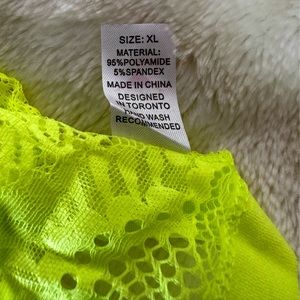 SIZE: XL
MATERIAL:
95%POLYAMIDE
5%SPANDEX
MADE IN CHINA
DESIGNED
IN TORONTO
HAND WASH
RECOMMENDED